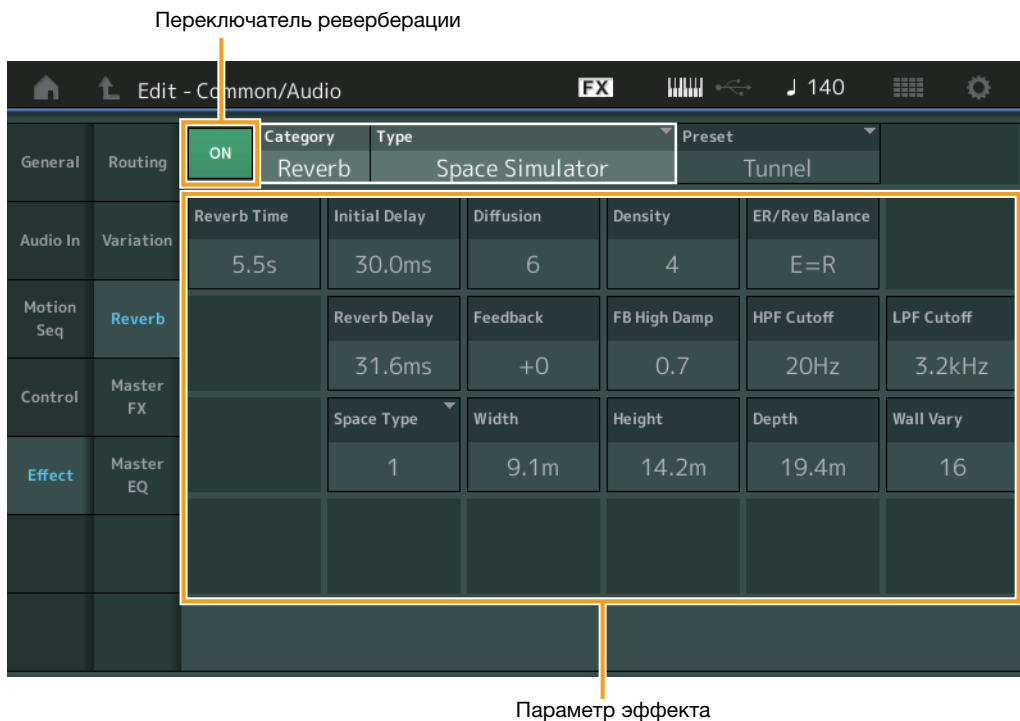 Переключатель реверберации
Edit - Common/Audio FX 140
General Routing ON Category Reverb Type Space Simulator Preset Tunnel
Audio In Variation
Motion Seq Reverb
Control Master FX
Effect Master EQ
Reverb Time Initial Delay Diffusion Density ER/Rev Balance
5.5s 30.0ms 6 4 E=R
Reverb Delay Feedback FB High Damp HPF Cutoff LPF Cutoff
31.6ms +0 0.7 20Hz 3.2kHz
Space Type Width Height Depth Wall Vary
1 9.1m 14.2m 19.4m 16
Параметр эффекта